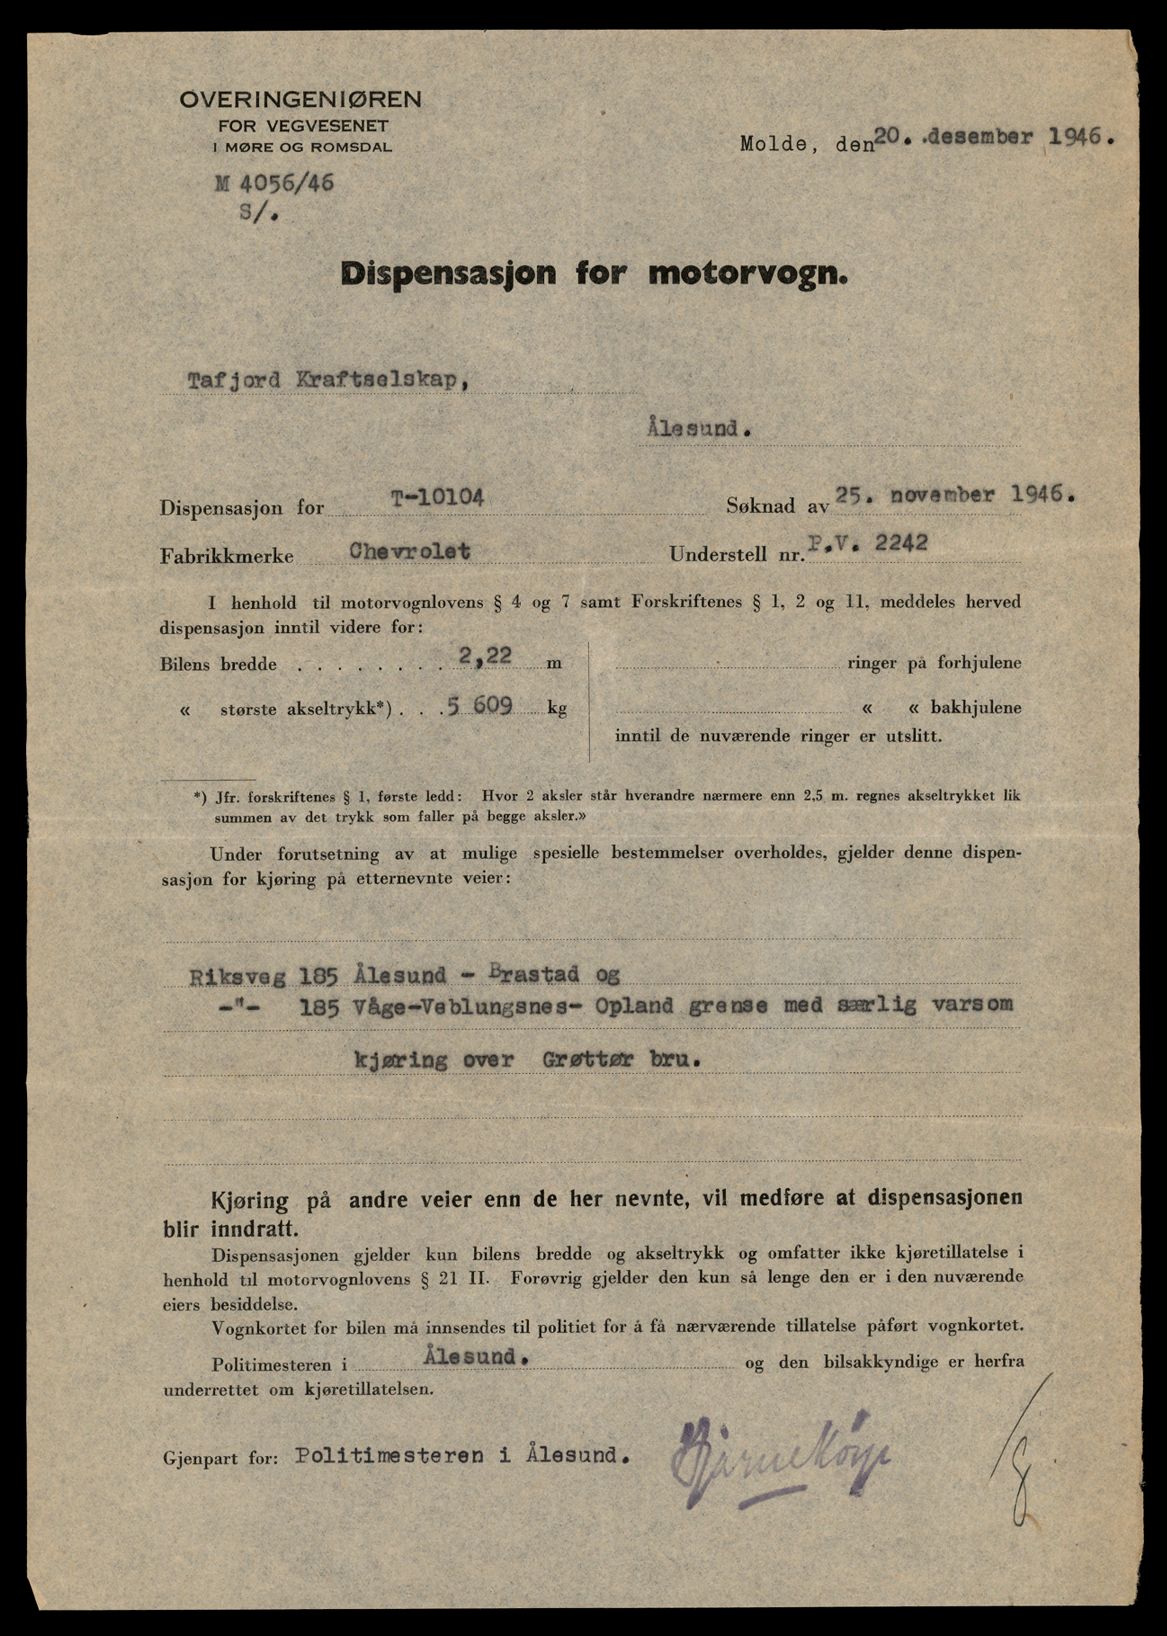 OVERINGENIØREN
FOR VEGVESENET
I MØRE OG ROMSDAL
M 4056/46
S/.
Molde, den 20. desember 1946.
Dispensasjon for motorvogn.
Tafjord Kraftselskap,
Ålesund.
Dispensasjon for T-10104 Søknad av 25. november 1946.
Fabrikkmerke Chevrolet Understell nr. P.V. 2242
I henhold til motorvognlovens § 4 og 7 samt Forskriftenes § 1, 2 og 11, meddeles herved
dispensasjon inntil videre for:
Bilens bredde . . . . . . . . 2,22 m
« største akseltrykk*) . . . 5 609 kg
ringer på forhjulene
« « bakhjulene
inntil de nuværende ringer er utslitt.
*) Jfr. forskriftenes § 1, første ledd: Hvor 2 aksler står hverandre nærmere enn 2,5 m. regnes akseltrykket lik
summen av det trykk som faller på begge aksler.»
Under forutsetning av at mulige spesielle bestemmelser overholdes, gjelder denne dispen-
sasjon for kjøring på etternevnte veier:
Riksveg 185 Ålesund - Brastad og
-"- 185 Våge-Veblungsnes- Opland grense med særlig varsom
kjøring over Grøttør bru.
Kjøring på andre veier enn de her nevnte, vil medføre at dispensasjonen
blir inndratt.
Dispensasjonen gjelder kun bilens bredde og akseltrykk og omfatter ikke kjøretillatelse i
henhold til motorvognlovens § 21 II. Forøvrig gjelder den kun så lenge den er i den nuværende
eiers besiddelse.
Vognkortet for bilen må innsendes til politiet for å få nærværende tillatelse påført vognkortet.
Politimesteren i Ålesund. og den bilsakkyndige er herfra
underrettet om kjøretillatelsen.
Gjenpart for: Politimesteren i Ålesund.